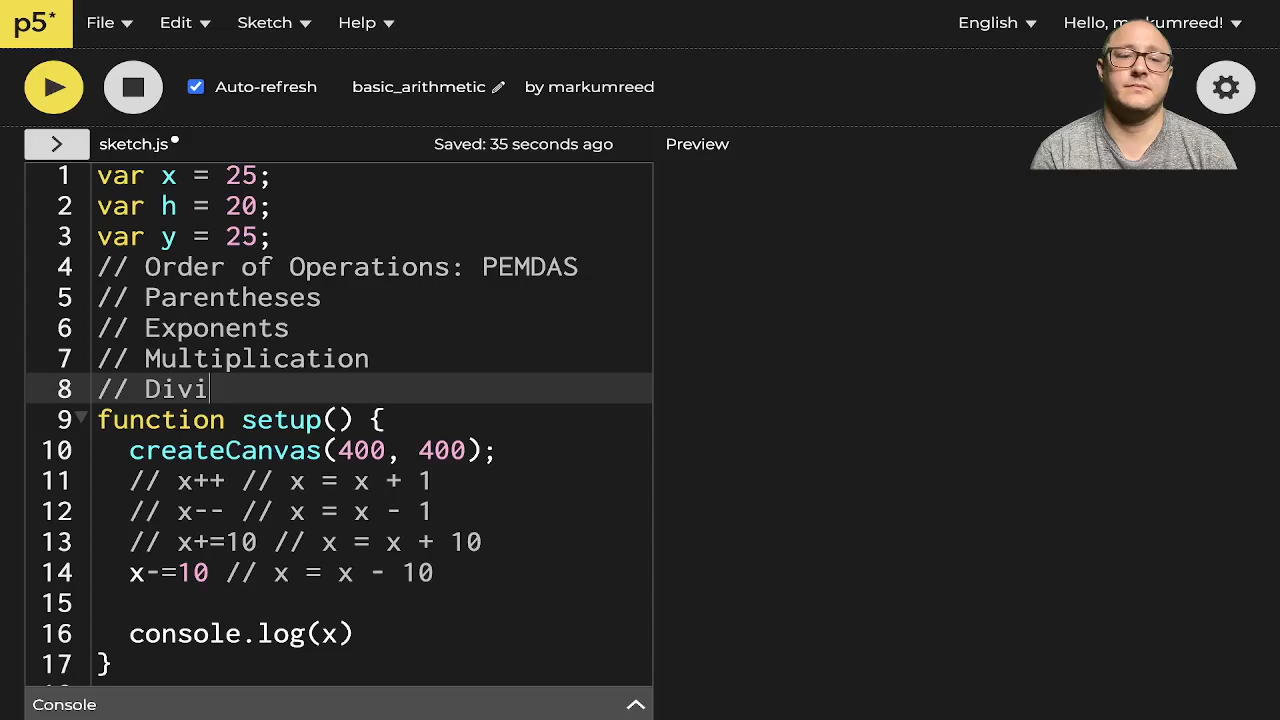 p5* File Edit Sketch Help English Hello, markumreed!
Auto-refresh basic_arithmetic by markumreed
> sketch.js Saved: 35 seconds ago Preview
1 var x = 25;
2 var h = 20;
3 var y = 25;
4 // Order of Operations: PEMDAS
5 // Parentheses
6 // Exponents
7 // Multiplication
8 // Divi
9 function setup() {
10 createCanvas(400, 400);
11 // x++ // x = x + 1
12 // x-- // x = x - 1
13 // x+=10 // x = x + 10
14 x-=10 // x = x - 10
15
16 console.log(x)
17 }
Console